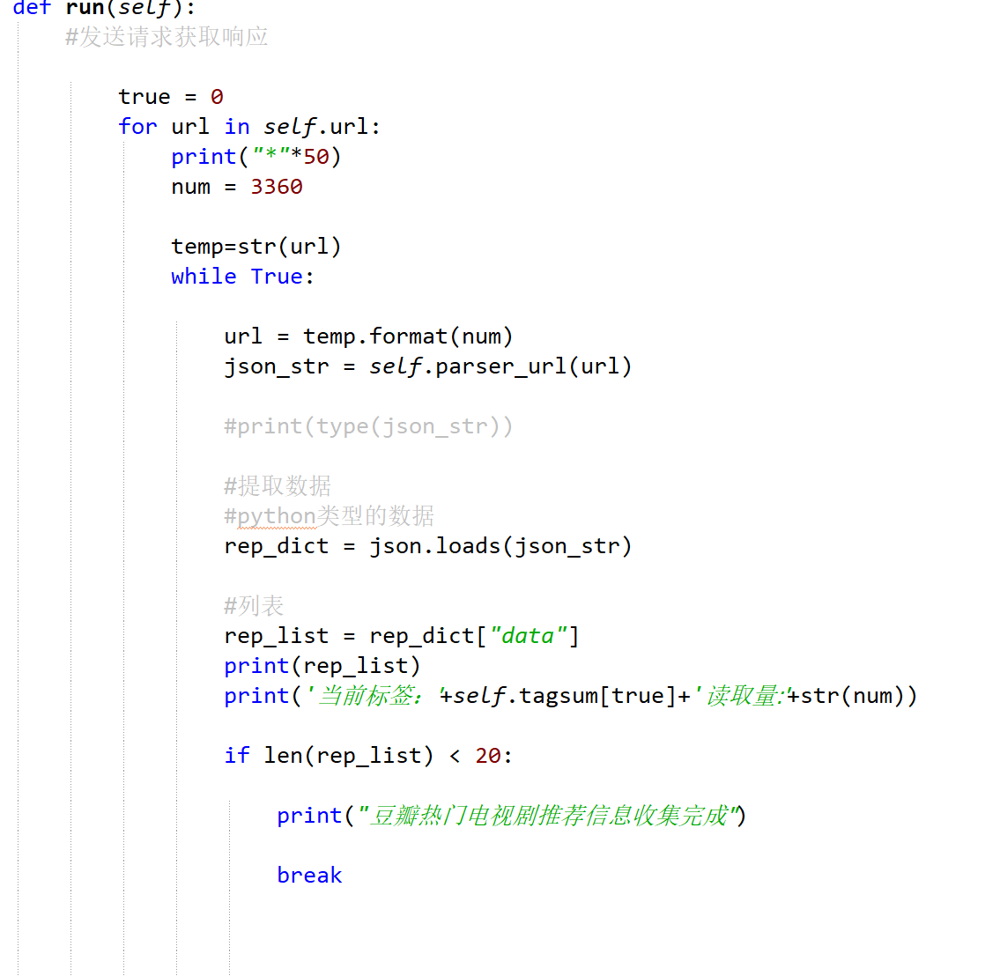 def run(self):
#发送请求获取响应
true = 0
for url in self.url:
print("*"*50)
num = 3360
temp=str(url)
while True:
url = temp.format(num)
json_str = self.parser_url(url)
#print(type(json_str))
#提取数据
#python类型的数据
rep_dict = json.loads(json_str)
#列表
rep_list = rep_dict["data"]
print(rep_list)
print('当前标签：'+self.tagsum[true]+'读取量:'+str(num))
if len(rep_list) < 20:
print("豆瓣热门电视剧推荐信息收集完成")
break